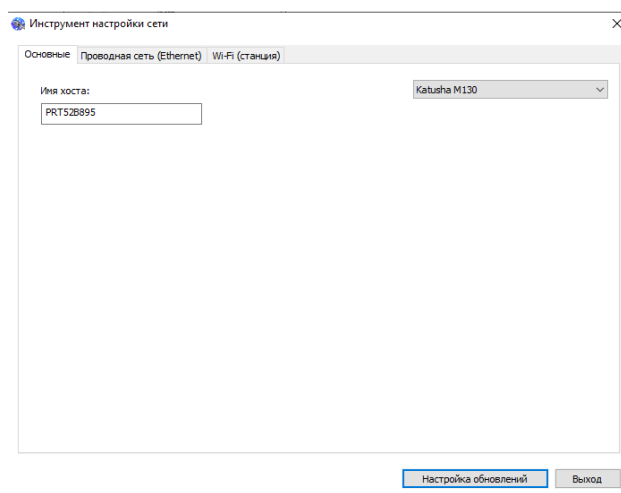 Инструмент настройки сети
Основные Проводная сеть (Ethernet) Wi-Fi (станция)
Имя хоста: Katusha M130
PRT52B895
Настройка обновлений Выход